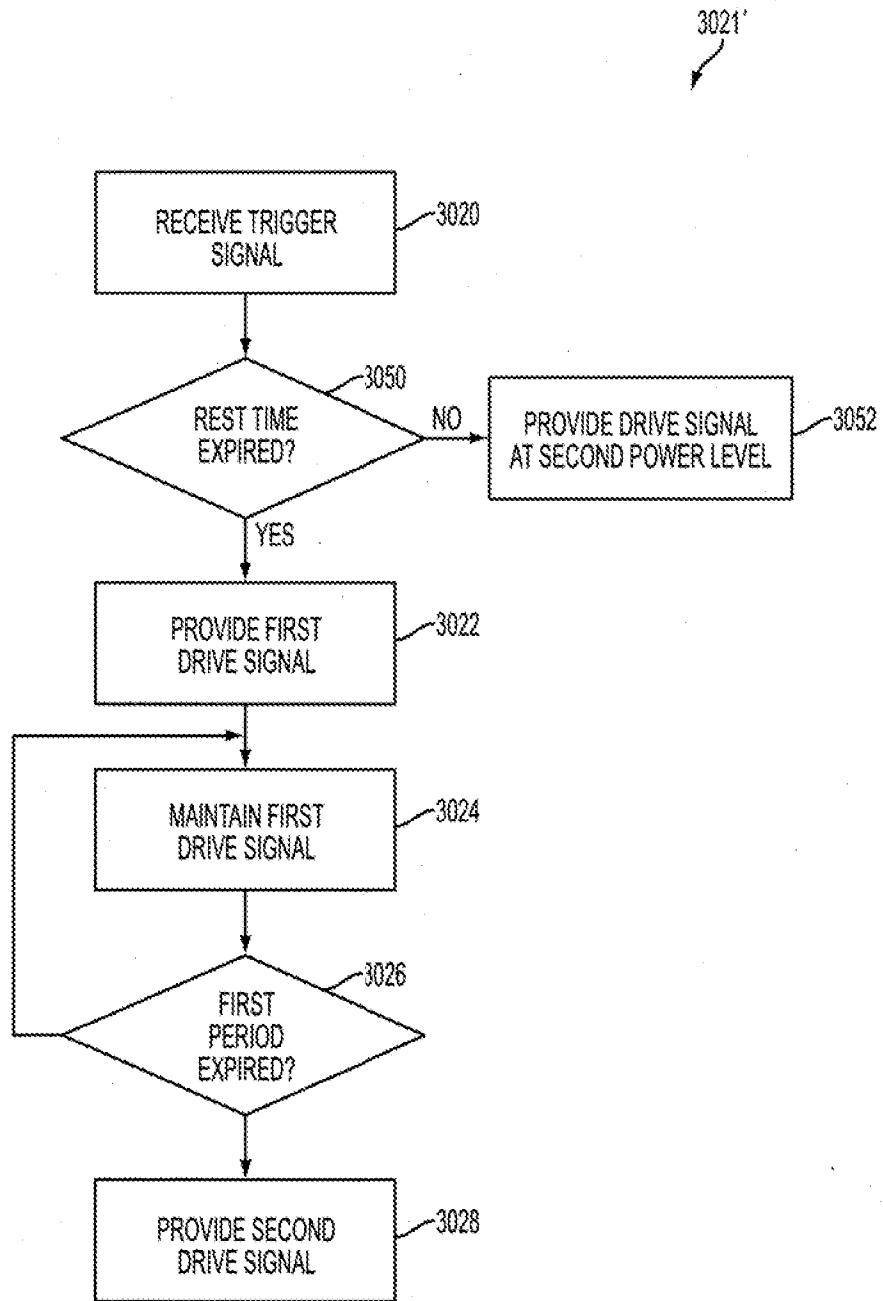 3021'
RECEIVE TRIGGER
SIGNAL
3020
3050
REST TIME
EXPIRED?
NO
PROVIDE DRIVE SIGNAL
AT SECOND POWER LEVEL
3052
YES
PROVIDE FIRST
DRIVE SIGNAL
3022
MAINTAIN FIRST
DRIVE SIGNAL
3024
3026
FIRST
PERIOD
EXPIRED?
PROVIDE SECOND
DRIVE SIGNAL
3028